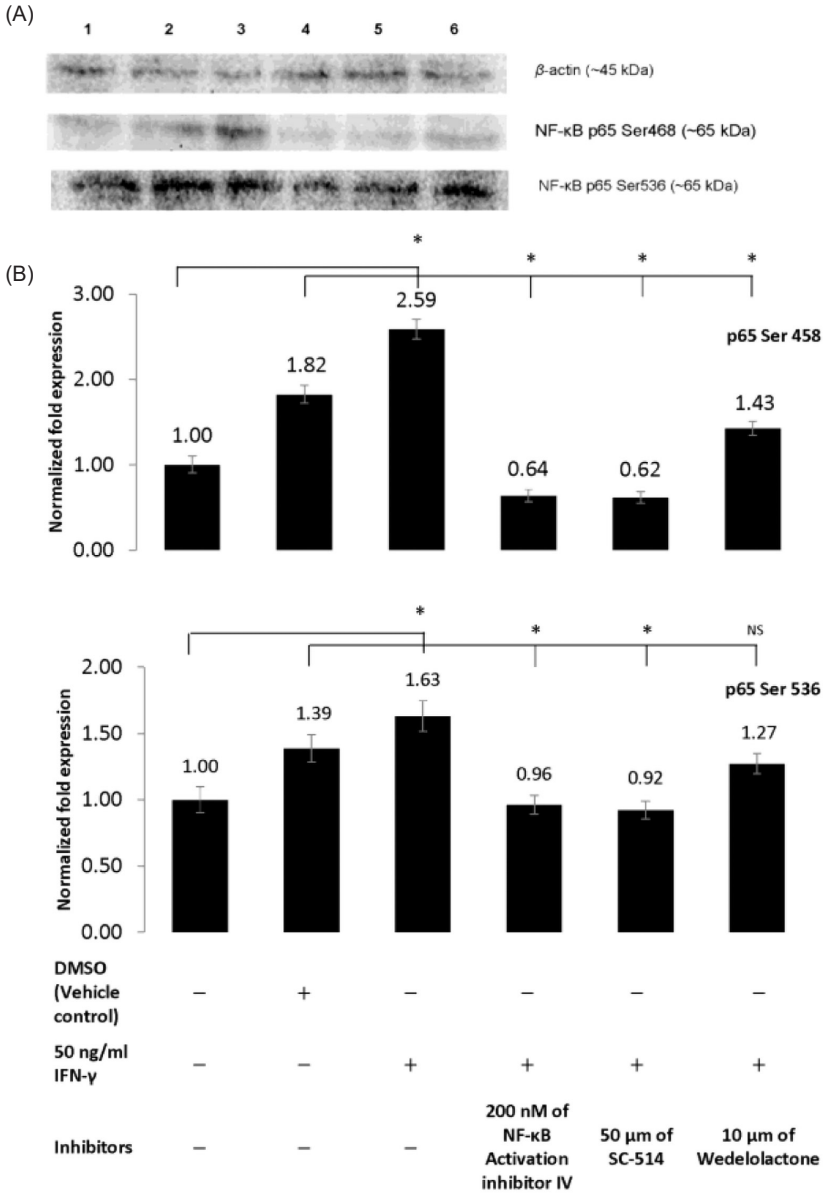 (A)
1 2 3 4 5 6
β-actin (~45 kDa)
NF-κB p65 Ser468 (~65 kDa)
NF-κB p65 Ser536 (~65 kDa)
(B)
*
* * *
p65 Ser 458
Normalized fold expression
3.00
2.00
1.00
0.00
1.00
1.82
2.59
0.64
0.62
1.43
*
* * NS
p65 Ser 536
Normalized fold expression
2.00
1.50
1.00
0.50
0.00
1.00
1.39
1.63
0.96
0.92
1.27
DMSO
(Vehicle
control)
− + − − − −
50 ng/ml
IFN-γ
− − + + + +
Inhibitors
− − −
200 nM of
NF-κB
Activation
inhibitor IV
50 µm of
SC-514
10 µm of
Wedelolactone